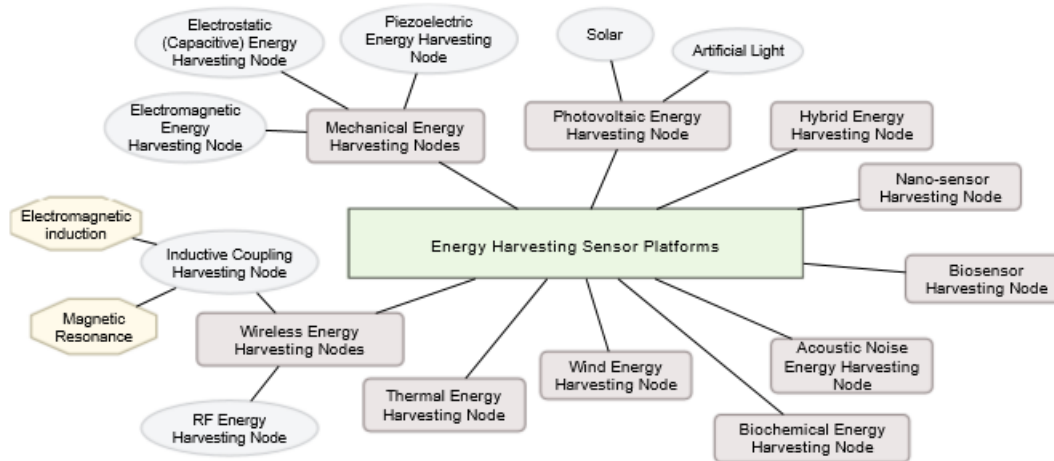 Electrostatic
(Capacitive) Energy
Harvesting Node
Piezoelectric
Energy Harvesting
Node
Solar
Artificial Light
Electromagnetic
Energy
Harvesting Node
Mechanical Energy
Harvesting Nodes
Photovoltaic Energy
Harvesting Node
Hybrid Energy
Harvesting Node
Nano-sensor
Harvesting Node
Electromagnetic
induction
Inductive Coupling
Harvesting Node
Energy Harvesting Sensor Platforms
Biosensor
Harvesting Node
Magnetic
Resonance
Wireless Energy
Harvesting Nodes
Thermal Energy
Harvesting Node
Wind Energy
Harvesting Node
Acoustic Noise
Energy Harvesting
Node
RF Energy
Harvesting Node
Biochemical Energy
Harvesting Node